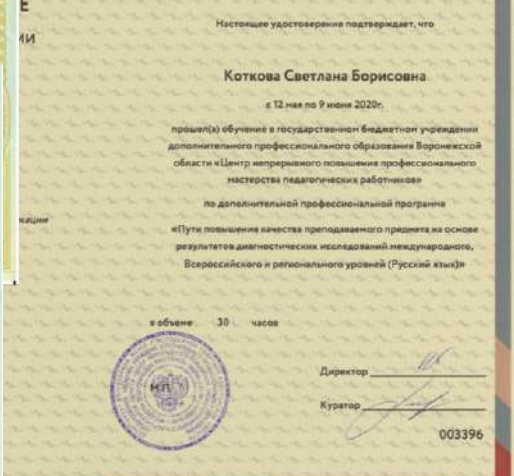 Е
ИИ
Настоящее удостоверение подтверждает, что
Коткова Светлана Борисовна
с 12 мая по 9 июня 2020г.
прошел(а) обучение в государственном бюджетном учреждении
дополнительного профессионального образования Воронежской
области «Центр непрерывного повышения профессионального
мастерства педагогических работников»
по дополнительной профессиональной программе
«Пути повышения качества преподаваемого предмета на основе
результатов диагностических исследований международного,
Всероссийского и регионального уровней (Русский язык)»
в объеме 30 часов
М.П.
Директор
Куратор
003396